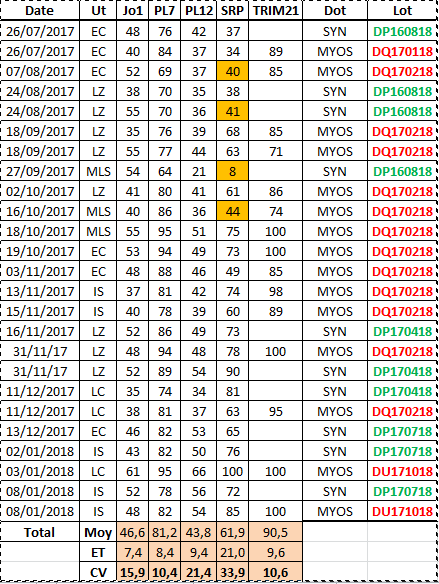 Date Ut Jo1 PL7 PL12 SRP TRIM21 Dot Lot
26/07/2017 EC 48 76 42 37 SYN DP160818
26/07/2017 EC 40 84 37 34 89 MYOS DQ170118
07/08/2017 EC 52 69 37 40 85 MYOS DQ170218
24/08/2017 LZ 38 70 35 38 SYN DP160818
24/08/2017 LZ 55 70 36 41 SYN DP160818
18/09/2017 LZ 35 76 39 68 85 MYOS DQ170218
18/09/2017 LZ 55 77 44 63 71 MYOS DQ170218
27/09/2017 MLS 54 64 21 8 SYN DP160818
02/10/2017 LZ 41 80 41 61 86 MYOS DQ170218
16/10/2017 MLS 40 86 36 44 74 MYOS DQ170218
18/10/2017 MLS 55 95 51 75 100 MYOS DQ170218
19/10/2017 EC 53 94 49 73 100 MYOS DQ170218
03/11/2017 EC 48 88 46 49 85 MYOS DQ170218
13/11/2017 IS 37 81 42 74 98 MYOS DQ170218
15/11/2017 IS 40 78 39 60 89 MYOS DQ170218
16/11/2017 LZ 52 86 49 73 SYN DP170418
31/11/17 LZ 48 94 48 78 100 MYOS DQ170218
31/11/17 LZ 52 89 54 90 SYN DP170418
11/12/2017 LC 35 74 34 81 SYN DP170418
11/12/2017 LC 38 81 37 63 95 MYOS DQ170218
13/12/2017 EC 46 82 53 65 SYN DP170718
02/01/2018 IS 43 82 50 76 SYN DP170718
03/01/2018 LC 61 95 66 100 100 MYOS DU171018
08/01/2018 IS 52 78 56 72 SYN DP170718
08/01/2018 IS 48 82 54 85 100 MYOS DU171018
Total Moy 46,6 81,2 43,8 61,9 90,5
ET 7,4 8,4 9,4 21,0 9,6
CV 15,9 10,4 21,4 33,9 10,6